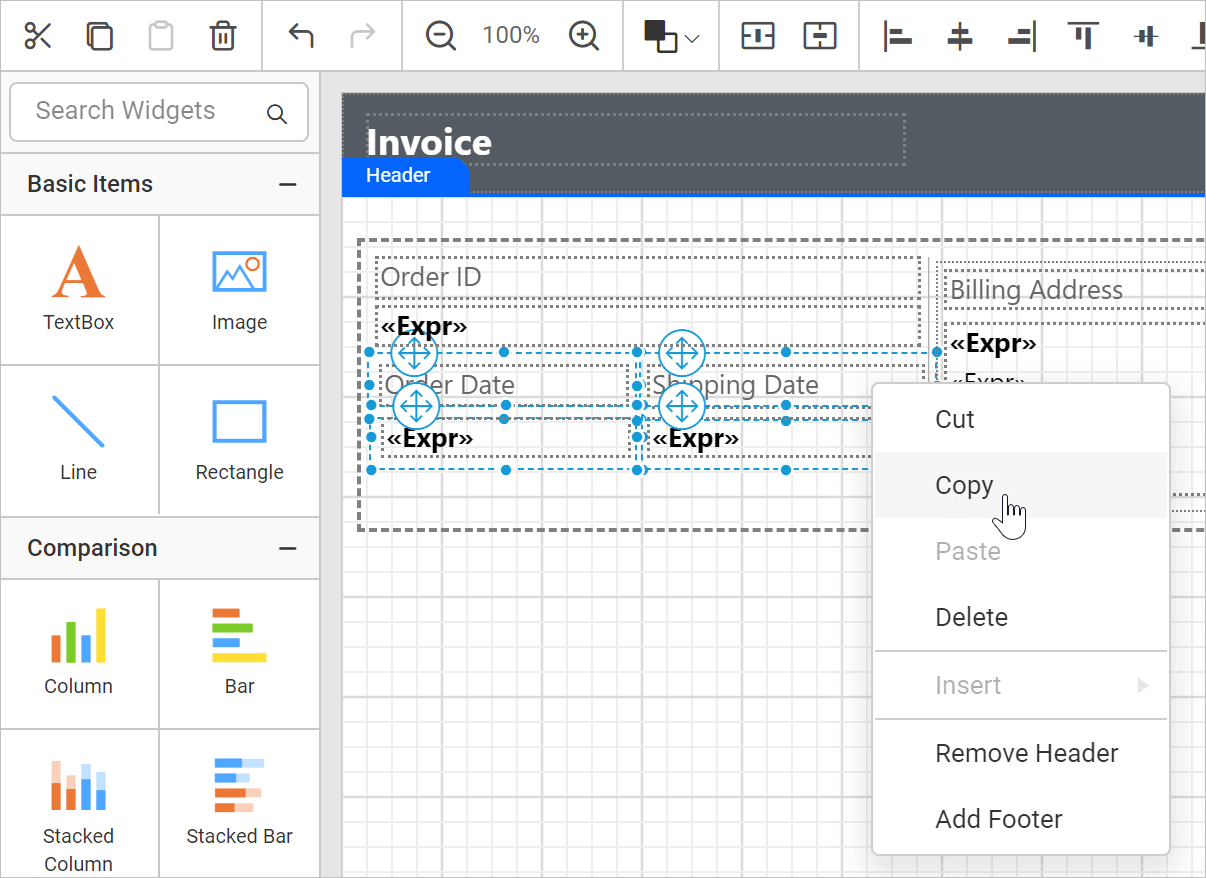 100%
Search Widgets
Basic Items
TextBox
Image
Line
Rectangle
Comparison
Column
Bar
Stacked
Column
Stacked Bar
Invoice
Header
Order ID
«Expr»
Order Date
Shipping Date
«Expr»
«Expr»
Billing Address
«Expr»
«Expr»
Cut
Copy
Paste
Delete
Insert
Remove Header
Add Footer